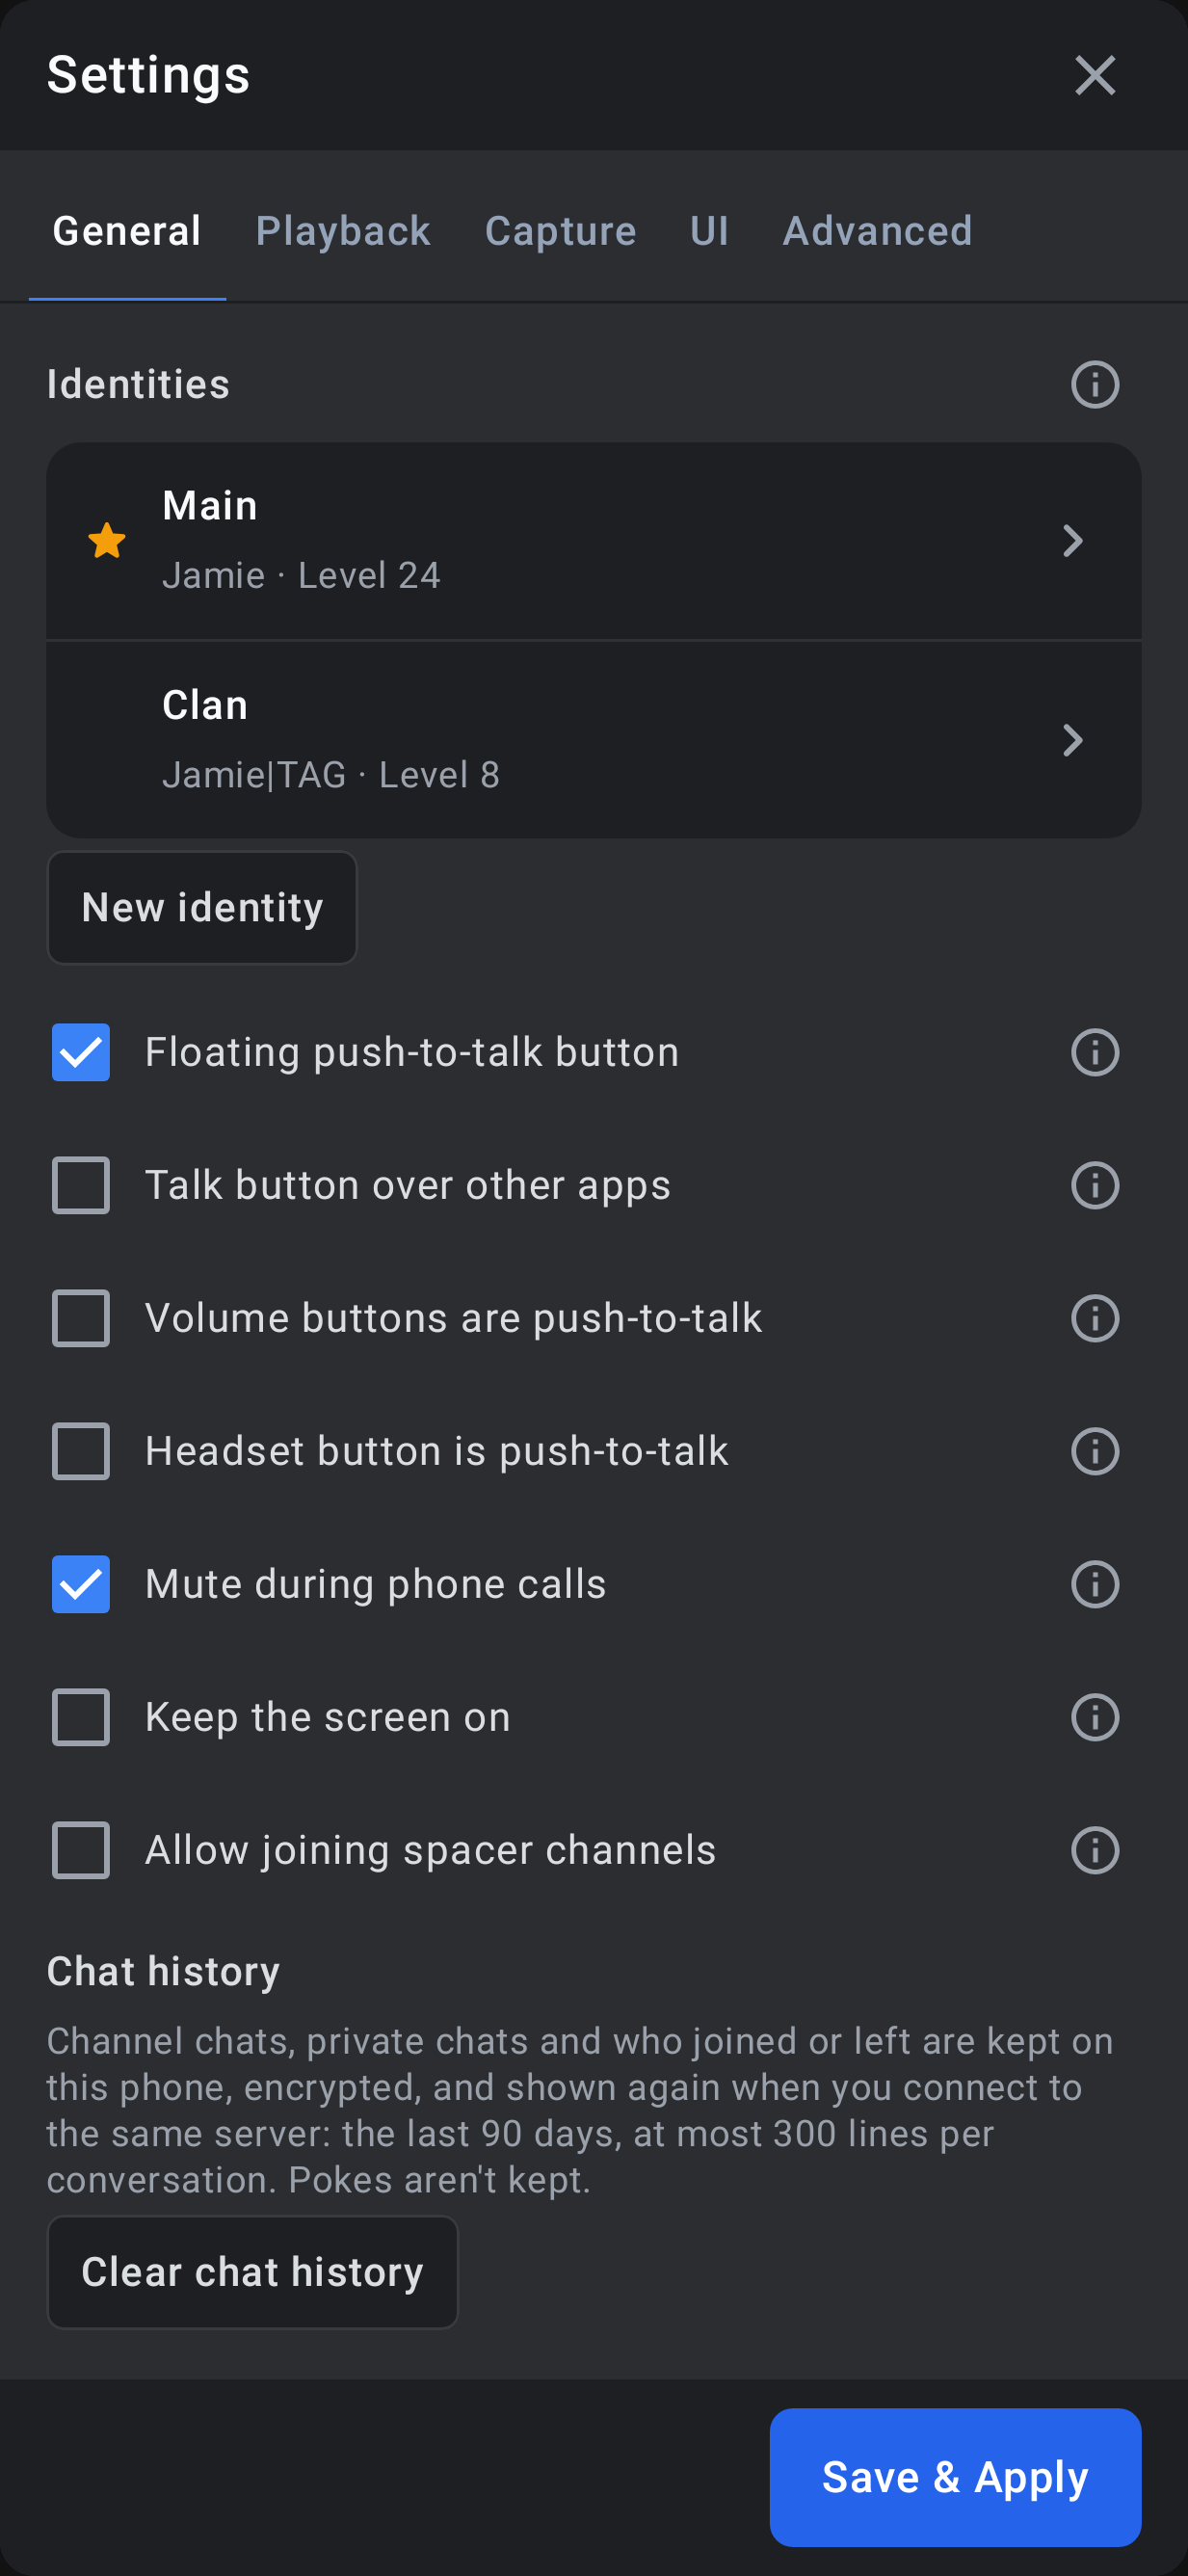 Settings
General Playback Capture UI Advanced
Identities
Main
Jamie · Level 24
Clan
Jamie|TAG · Level 8
New identity
Floating push-to-talk button
Talk button over other apps
Volume buttons are push-to-talk
Headset button is push-to-talk
Mute during phone calls
Keep the screen on
Allow joining spacer channels
Chat history
Channel chats, private chats and who joined or left are kept on
this phone, encrypted, and shown again when you connect to
the same server: the last 90 days, at most 300 lines per
conversation. Pokes aren't kept.
Clear chat history
Save & Apply